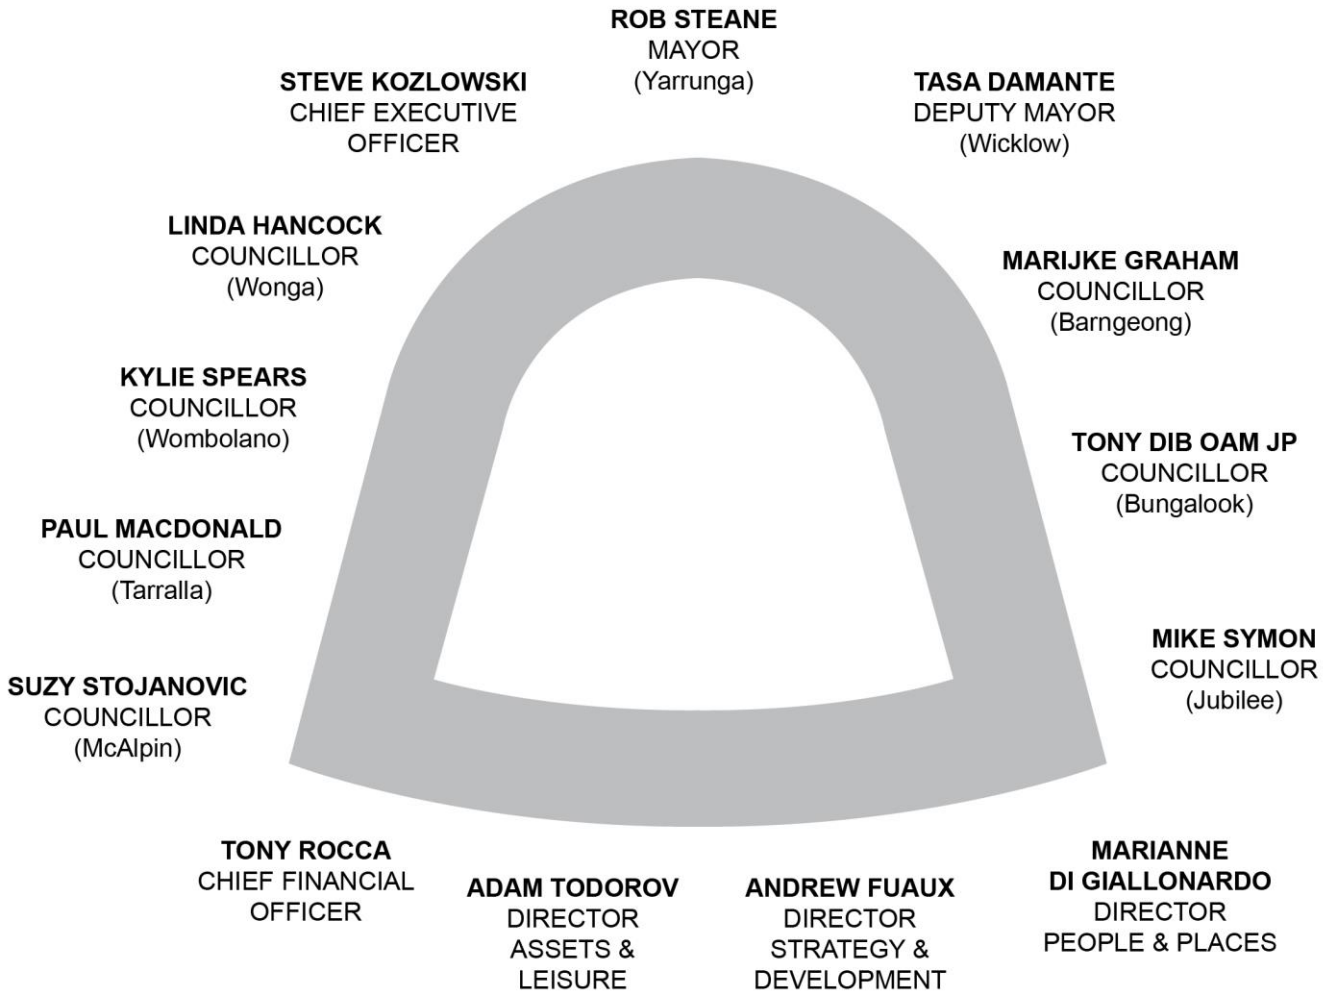 ROB STEANE
MAYOR
(Yarrunga)
STEVE KOZLOWSKI
CHIEF EXECUTIVE
OFFICER
TASA DAMANTE
DEPUTY MAYOR
(Wicklow)
LINDA HANCOCK
COUNCILLOR
(Wonga)
MARIJKE GRAHAM
COUNCILLOR
(Barngeong)
KYLIE SPEARS
COUNCILLOR
(Wombolano)
TONY DIB OAM JP
COUNCILLOR
(Bungalook)
PAUL MACDONALD
COUNCILLOR
(Tarralla)
MIKE SYMON
COUNCILLOR
(Jubilee)
SUZY STOJANOVIC
COUNCILLOR
(McAlpin)
TONY ROCCA
CHIEF FINANCIAL
OFFICER
ADAM TODOROV
DIRECTOR
ASSETS &
LEISURE
ANDREW FUAUX
DIRECTOR
STRATEGY &
DEVELOPMENT
MARIANNE
DI GIALLONARDO
DIRECTOR
PEOPLE & PLACES